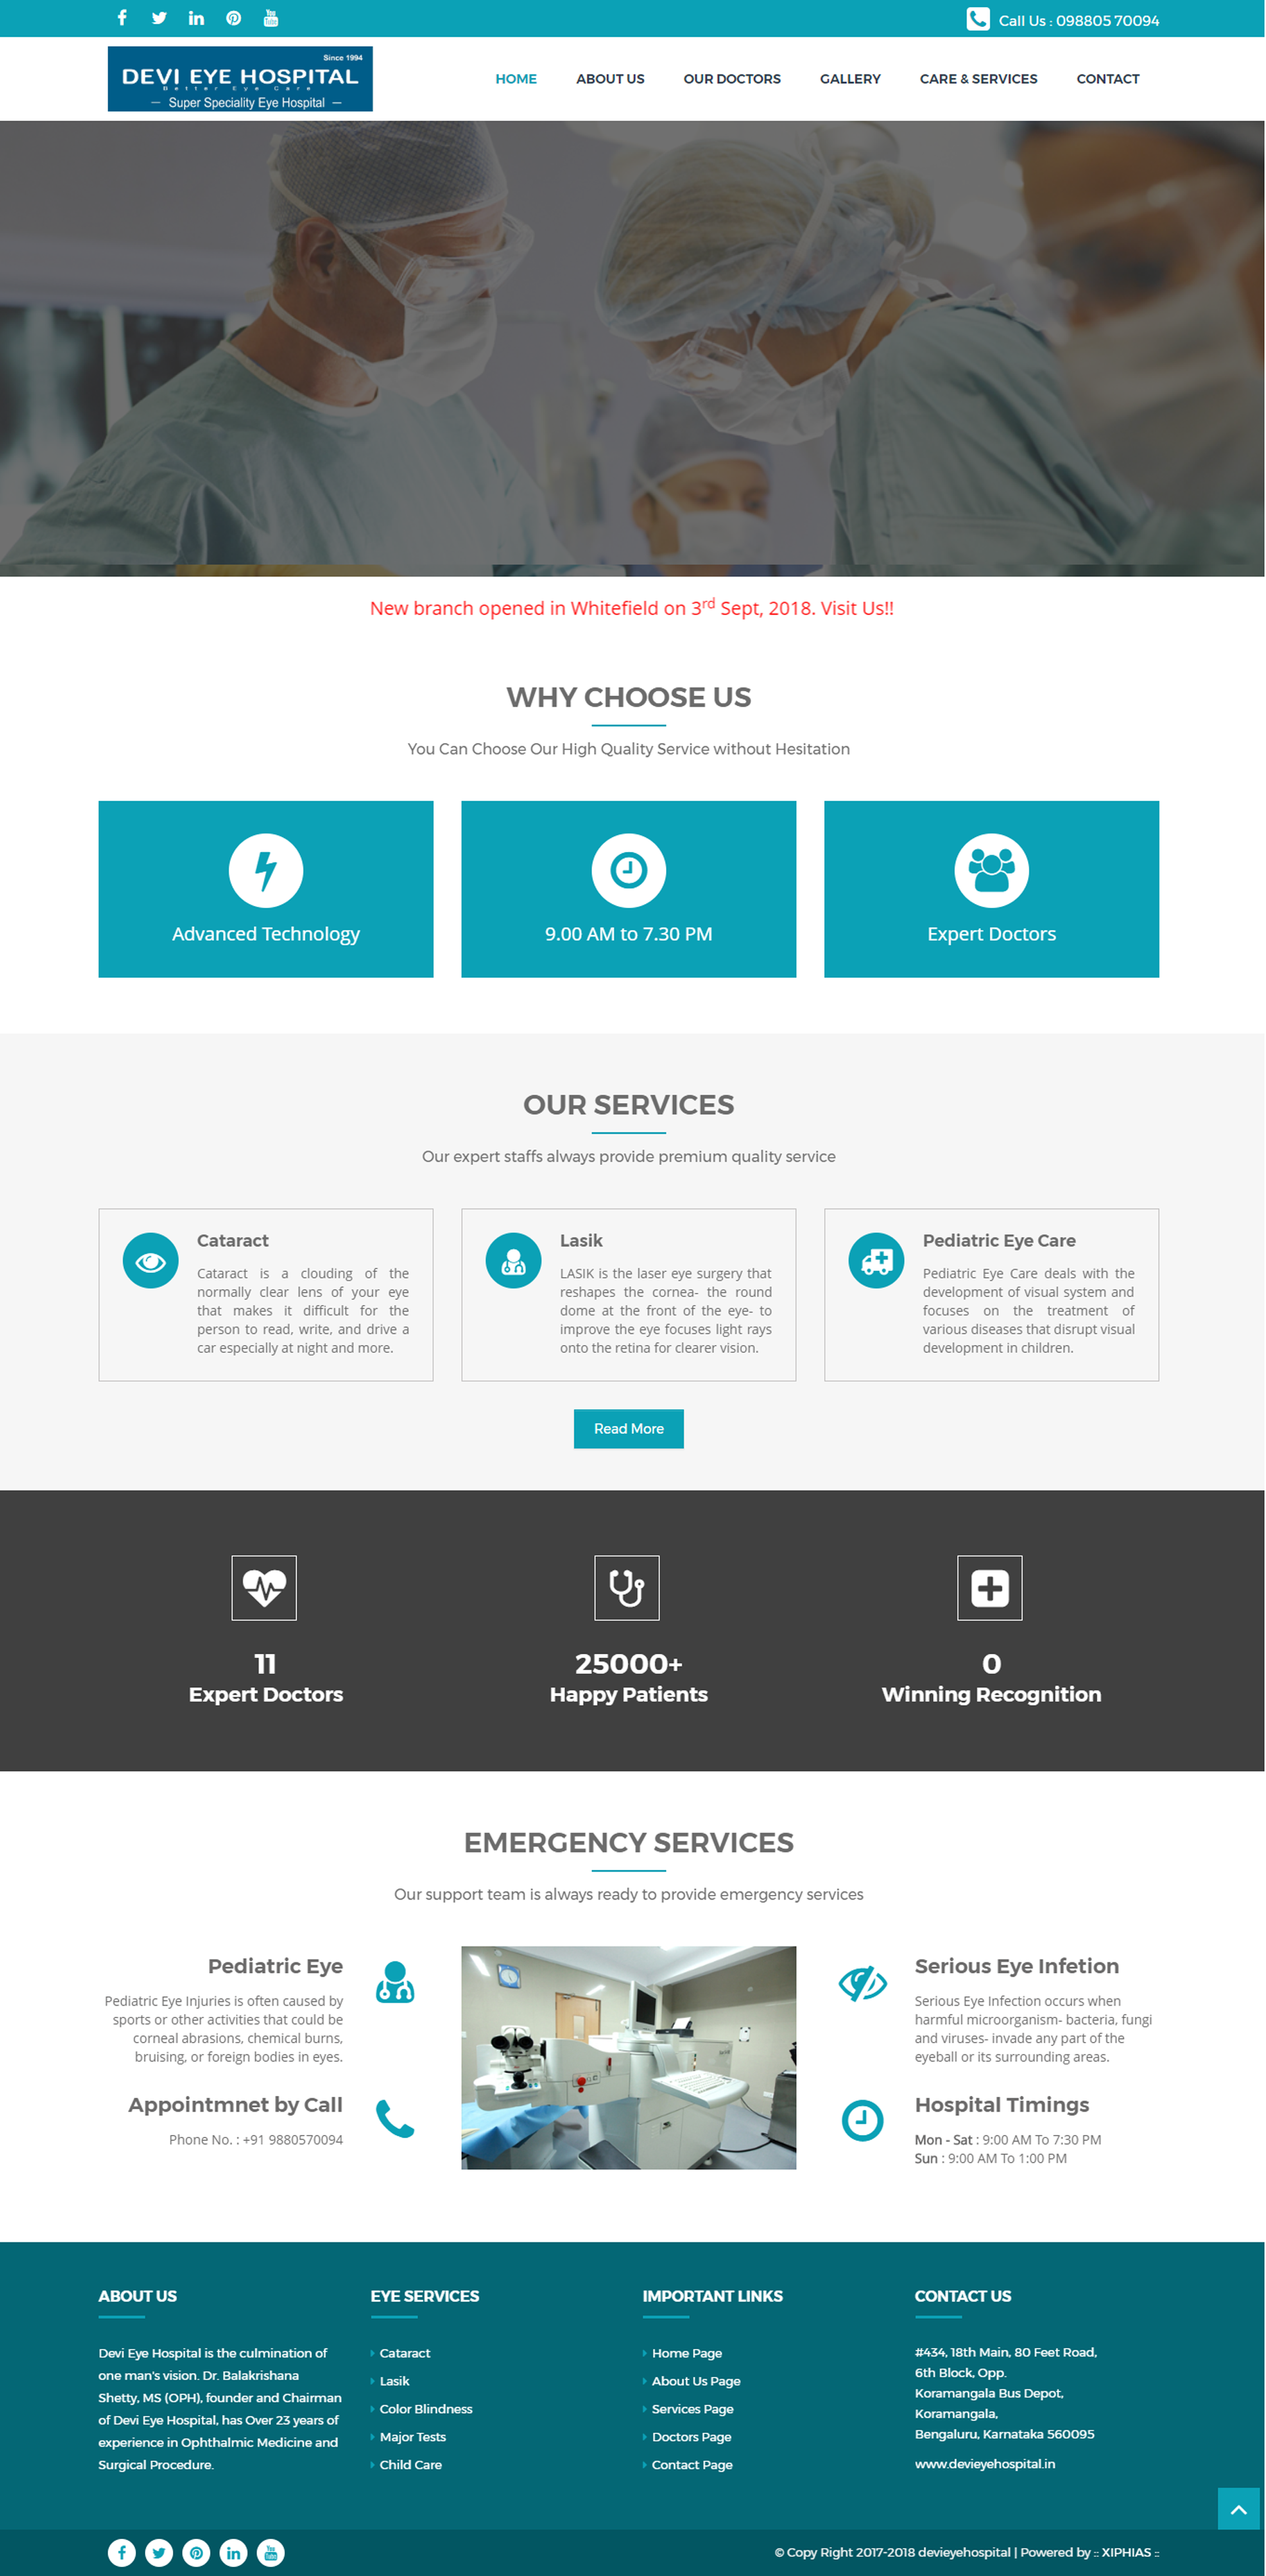 Call Us : 098805 70094
Since 1994
DEVI EYE HOSPITAL
Better Eye Care
— Super Speciality Eye Hospital —
HOME ABOUT US OUR DOCTORS GALLERY CARE & SERVICES CONTACT
New branch opened in Whitefield on 3rd Sept, 2018. Visit Us!!
WHY CHOOSE US
You Can Choose Our High Quality Service without Hesitation
Advanced Technology
9.00 AM to 7.30 PM
Expert Doctors
OUR SERVICES
Our expert staffs always provide premium quality service
Cataract
Cataract is a clouding of the
normally clear lens of your eye
that makes it difficult for the
person to read, write, and drive a
car especially at night and more.
Lasik
LASIK is the laser eye surgery that
reshapes the cornea- the round
dome at the front of the eye- to
improve the eye focuses light rays
onto the retina for clearer vision.
Pediatric Eye Care
Pediatric Eye Care deals with the
development of visual system and
focuses on the treatment of
various diseases that disrupt visual
development in children.
Read More
11
Expert Doctors
25000+
Happy Patients
0
Winning Recognition
EMERGENCY SERVICES
Our support team is always ready to provide emergency services
Pediatric Eye
Pediatric Eye Injuries is often caused by
sports or other activities that could be
corneal abrasions, chemical burns,
bruising, or foreign bodies in eyes.
Appointmnet by Call
Phone No. : +91 9880570094
Serious Eye Infetion
Serious Eye Infection occurs when
harmful microorganism- bacteria, fungi
and viruses- invade any part of the
eyeball or its surrounding areas.
Hospital Timings
Mon - Sat : 9:00 AM To 7:30 PM
Sun : 9:00 AM To 1:00 PM
ABOUT US
Devi Eye Hospital is the culmination of
one man's vision. Dr. Balakrishana
Shetty, MS (OPH), founder and Chairman
of Devi Eye Hospital, has Over 23 years of
experience in Ophthalmic Medicine and
Surgical Procedure.
EYE SERVICES
Cataract
Lasik
Color Blindness
Major Tests
Child Care
IMPORTANT LINKS
Home Page
About Us Page
Services Page
Doctors Page
Contact Page
CONTACT US
#434, 18th Main, 80 Feet Road,
6th Block, Opp.
Koramangala Bus Depot,
Koramangala,
Bengaluru, Karnataka 560095
www.devieyehospital.in
© Copy Right 2017-2018 devieyehospital | Powered by :: XIPHIAS ::